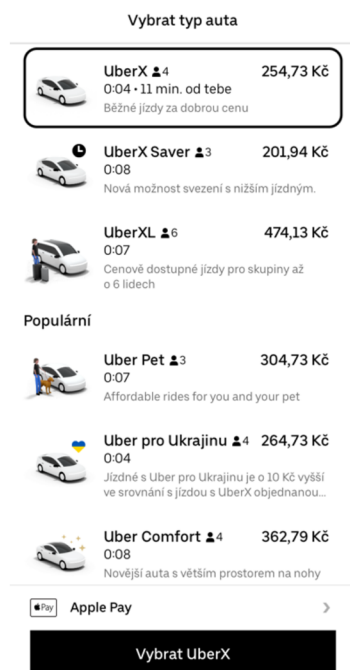 Vybrat typ auta
UberX 4 254,73 Kč
0:04 • 11 min. od tebe
Běžné jízdy za dobrou cenu
UberX Saver 3 201,94 Kč
0:08
Nová možnost svezení s nižším jízdným.
UberXL 6 474,13 Kč
0:07
Cenově dostupné jízdy pro skupiny až
o 6 lidech
Populární
Uber Pet 3 304,73 Kč
0:07
Affordable rides for you and your pet
Uber pro Ukrajinu 4 264,73 Kč
0:04
Jízdné s Uber pro Ukrajinu je o 10 Kč vyšší
ve srovnání s jízdou s UberX objednanou...
Uber Comfort 4 362,79 Kč
0:08
Novější auta s větším prostorem na nohy
Pay Apple Pay
Vybrat UberX